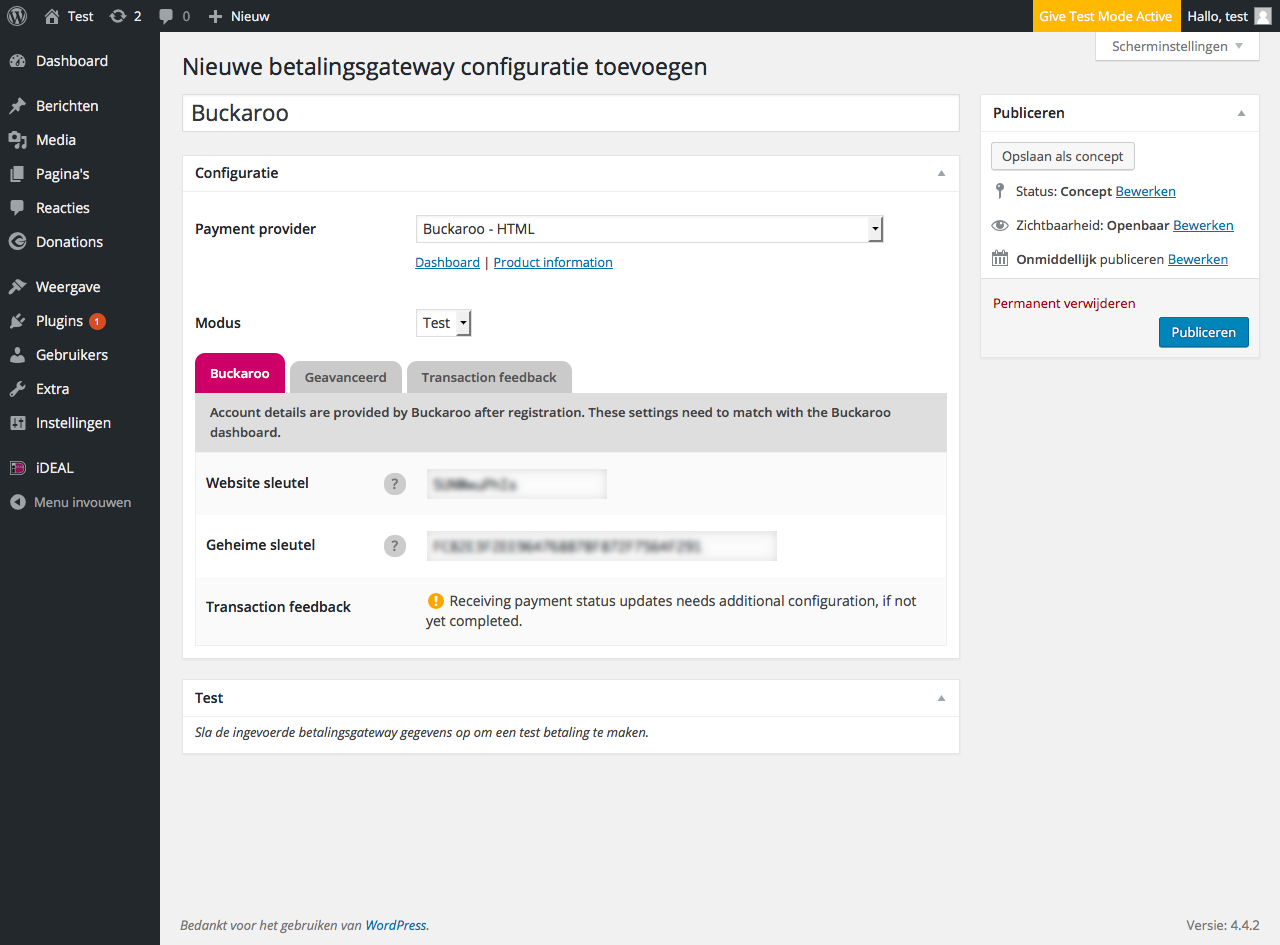 Test 2 0 Nieuw Give Test Mode Active Hallo, test
Scherminstellingen
Dashboard
Berichten
Media
Pagina's
Reacties
Donations
Weergave
Plugins 1
Gebruikers
Extra
Instellingen
iDEAL
Menu invouwen
Nieuwe betalingsgateway configuratie toevoegen
Buckaroo
Configuratie
Payment provider Buckaroo - HTML
Dashboard | Product information
Modus Test
Buckaroo Geavanceerd Transaction feedback
Account details are provided by Buckaroo after registration. These settings need to match with the Buckaroo
dashboard.
Website sleutel ?
Geheime sleutel ?
Transaction feedback ! Receiving payment status updates needs additional configuration, if not
yet completed.
Test
Sla de ingevoerde betalingsgateway gegevens op om een test betaling te maken.
Publiceren
Opslaan als concept
Status: Concept Bewerken
Zichtbaarheid: Openbaar Bewerken
Onmiddellijk publiceren Bewerken
Permanent verwijderen
Publiceren
Bedankt voor het gebruiken van WordPress.
Versie: 4.4.2